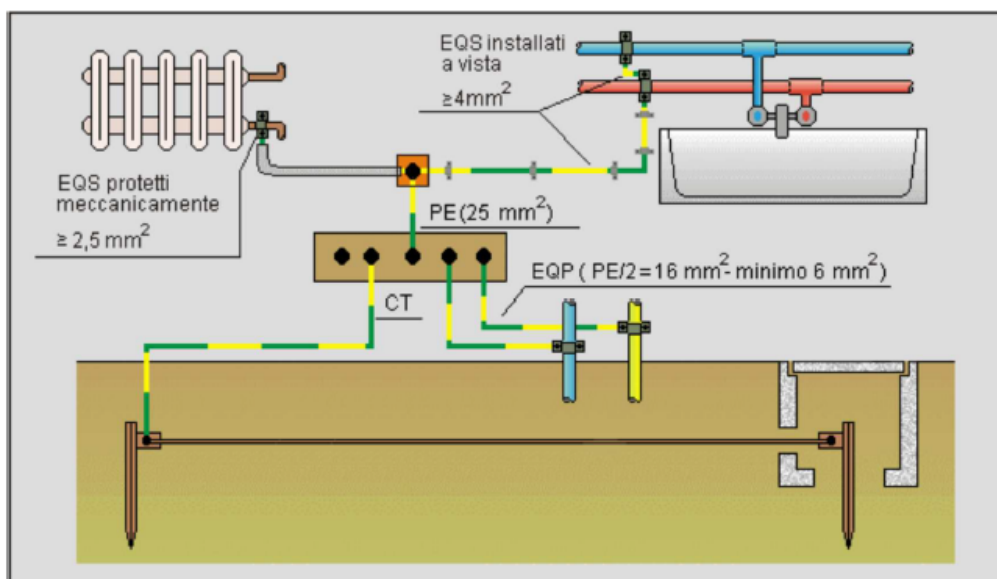 EQS installati
a vista
≥4mm²
EQS protetti
meccanicamente
≥ 2,5 mm²
PE (25 mm²)
EQP ( PE/2 = 16 mm² - minimo 6 mm² )
CT